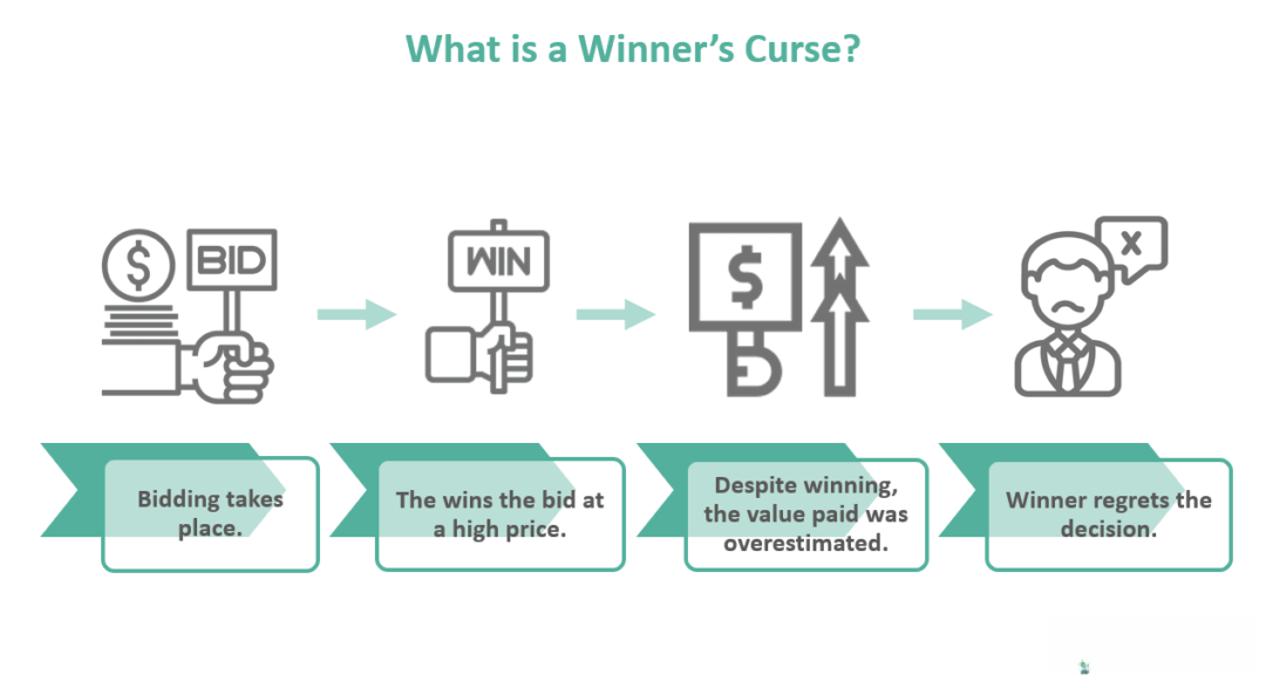 What is a Winner’s Curse?
$
BID
WIN
$
X
Bidding takes
place.
The wins the bid at
a high price.
Despite winning,
the value paid was
overestimated.
Winner regrets the
decision.